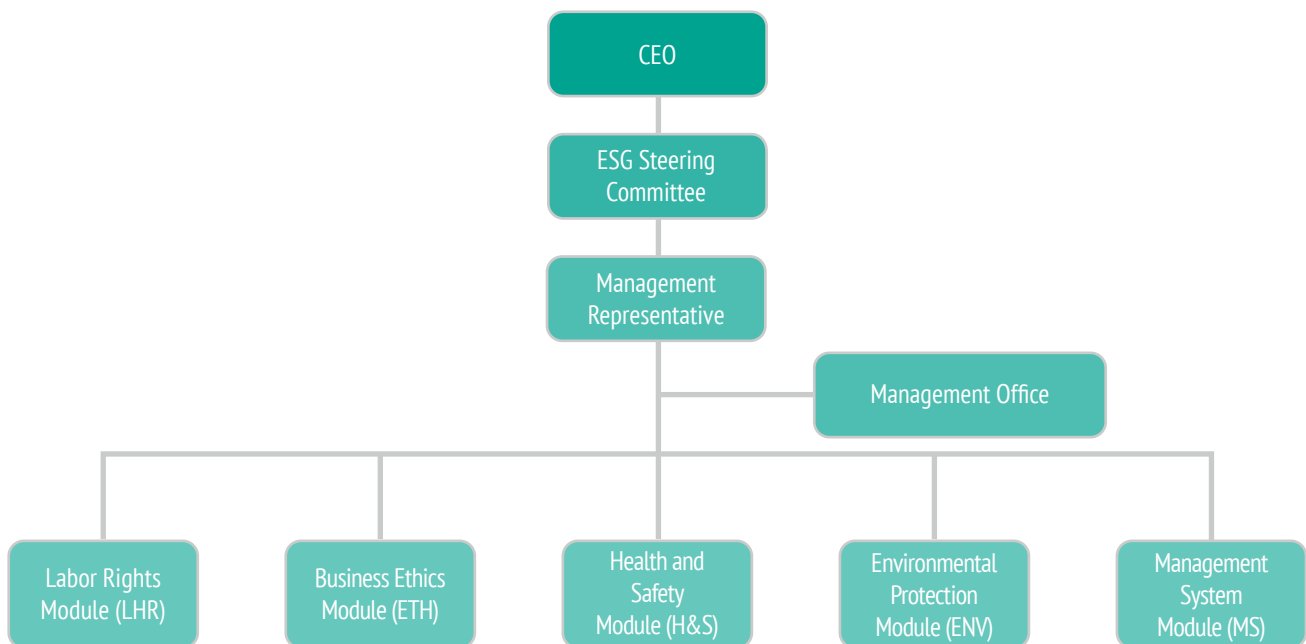 CEO
ESG Steering
Committee
Management
Representative
Management Office
Labor Rights
Module (LHR)
Business Ethics
Module (ETH)
Health and
Safety
Module (H&S)
Environmental
Protection
Module (ENV)
Management
System
Module (MS)